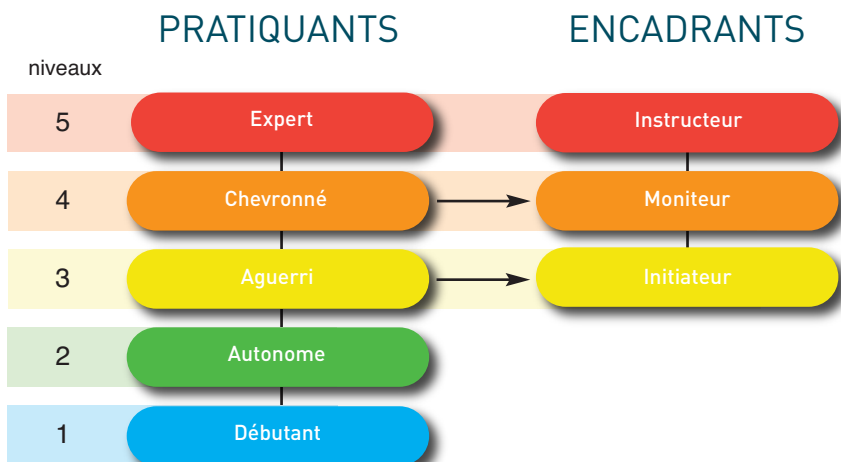 PRATIQUANTS ENCADRANTS
niveaux
5 Expert Instructeur
4 Chevronné Moniteur
3 Aguerri Initiateur
2 Autonome
1 Débutant